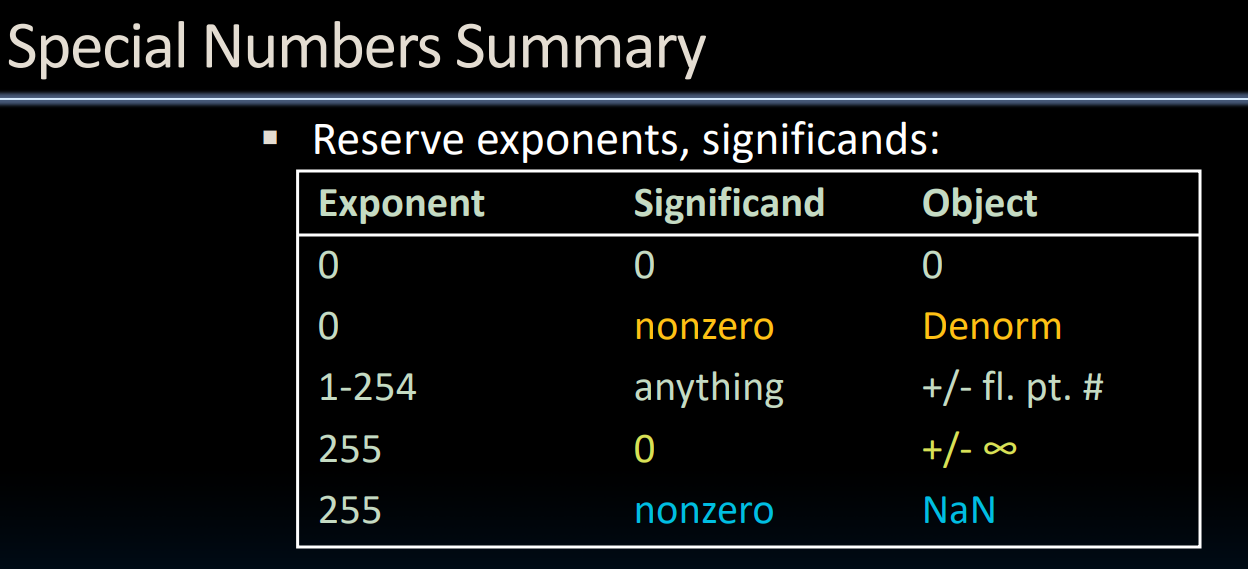 Special Numbers Summary
▪ Reserve exponents, significands:
Exponent Significand Object
0 0 0
0 nonzero Denorm
1-254 anything +/- fl. pt. #
255 0 +/- ∞
255 nonzero NaN